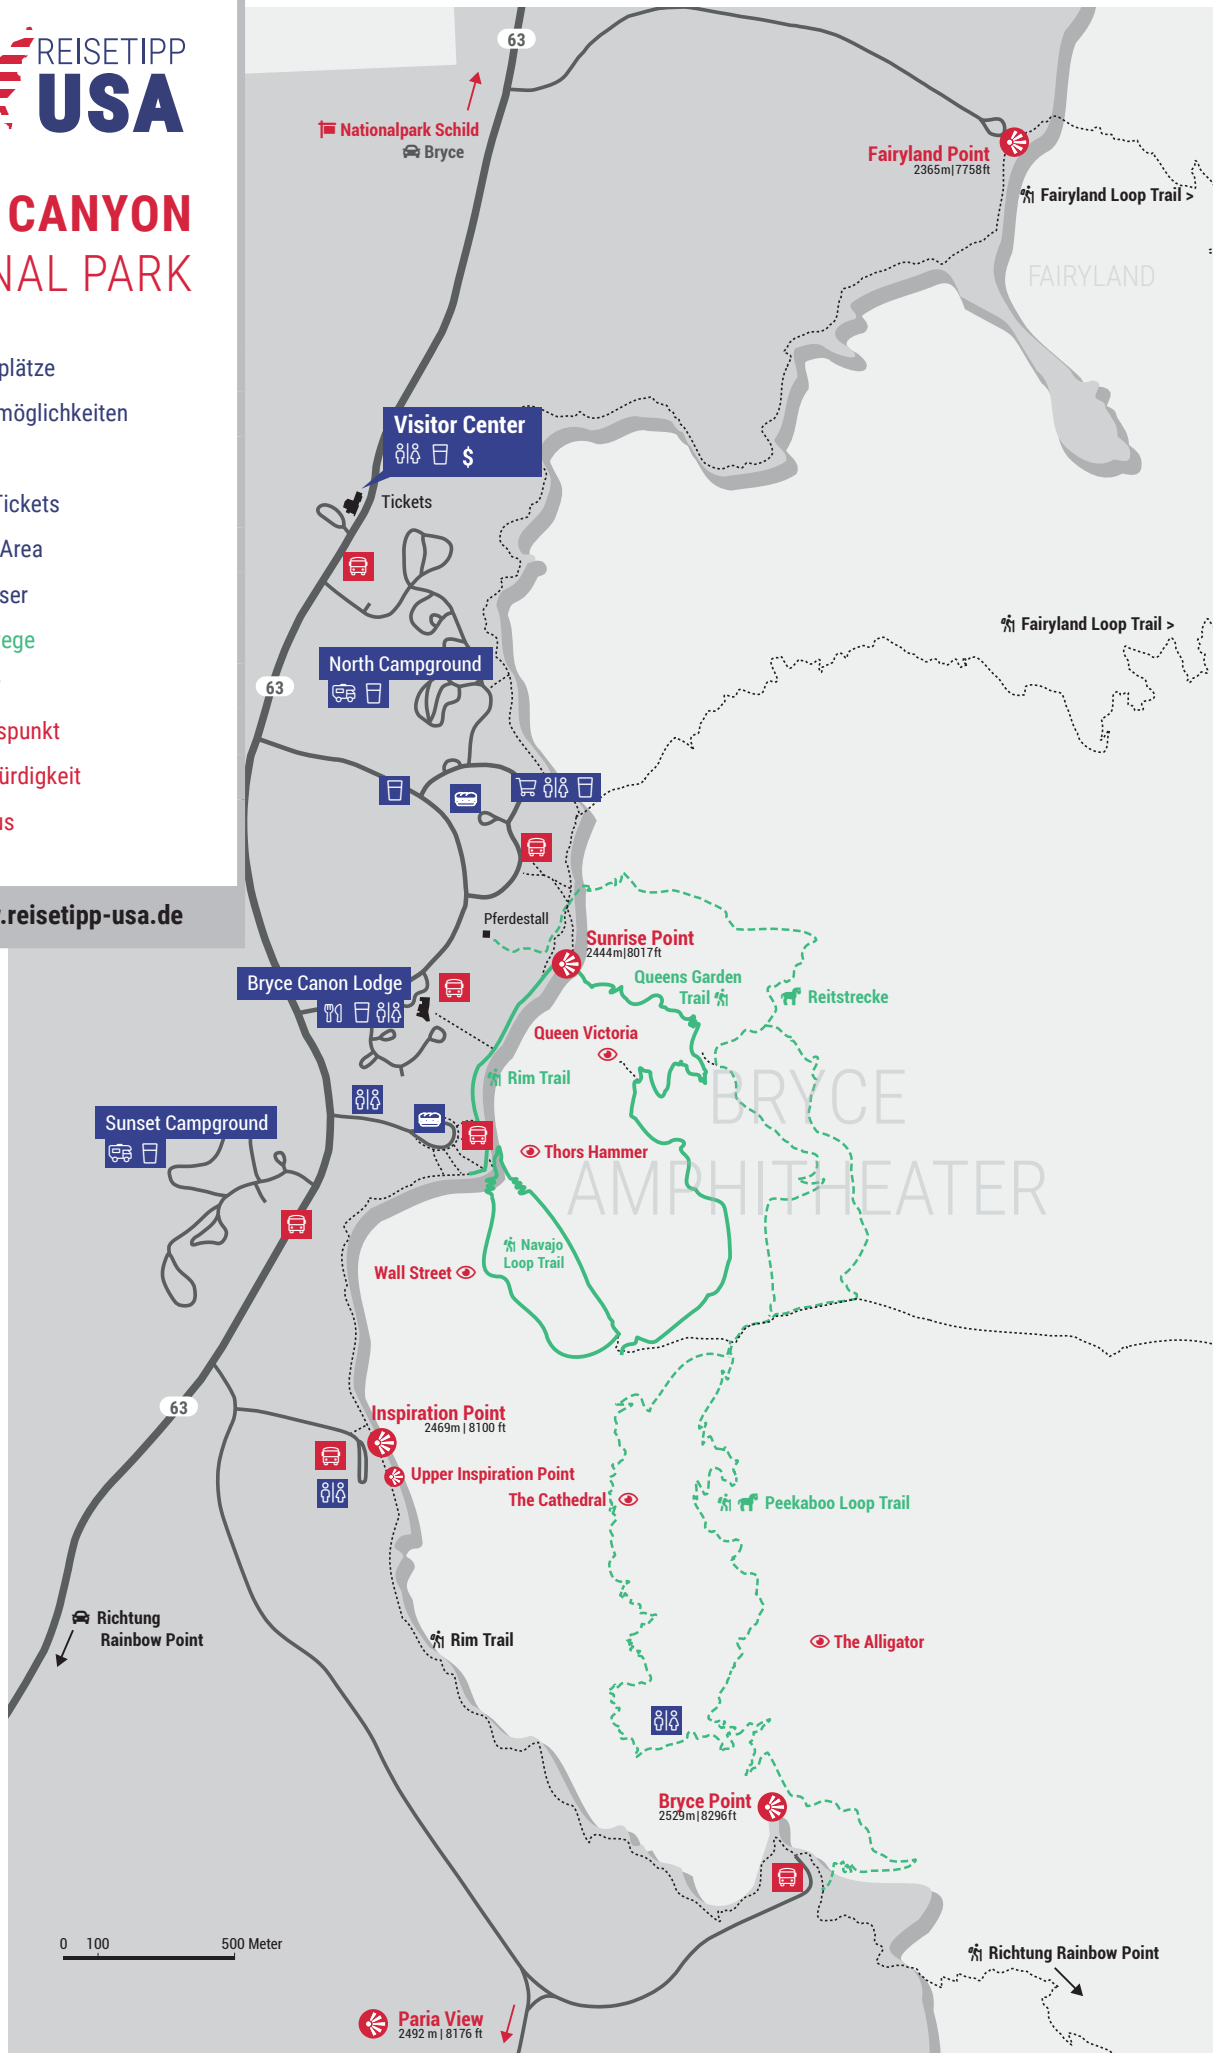 REISETIPP
USA
CANYON
NAL PARK
plätze
möglichkeiten
Tickets
Area
ser
ege
spunkt
ürdigkeit
us
.reisetipp-usa.de
63
Nationalpark Schild
Bryce
Fairyland Point
2365m|7758ft
Fairyland Loop Trail >
FAIRYLAND
Visitor Center
$
Tickets
Fairyland Loop Trail >
North Campground
63
Pferdestall
Sunrise Point
2444m|8017ft
Bryce Canon Lodge
Queens Garden
Trail
Reitstrecke
Queen Victoria
Rim Trail
BRYCE
AMPHITHEATER
Sunset Campground
Thors Hammer
Navajo
Loop Trail
Wall Street
63
Inspiration Point
2469m | 8100 ft
Upper Inspiration Point
The Cathedral
Peekaboo Loop Trail
Richtung
Rainbow Point
Rim Trail
The Alligator
Bryce Point
2529m|8296ft
0 100 500 Meter
Richtung Rainbow Point
Paria View
2492 m | 8176 ft